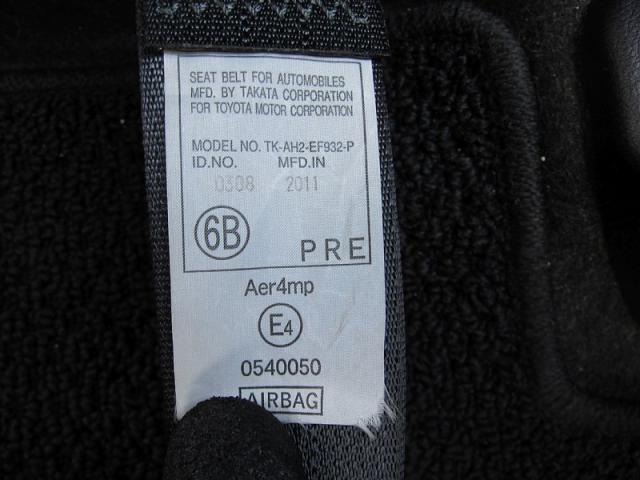 SEAT BELT FOR AUTOMOBILES
MFD. BY TAKATA CORPORATION
FOR TOYOTA MOTOR CORPORATION
MODEL NO. TK-AH2-EF932-P
ID.NO. MFD.IN
0308 2011
6B
PRE
Aer4mp
E4
0540050
AIRBAG